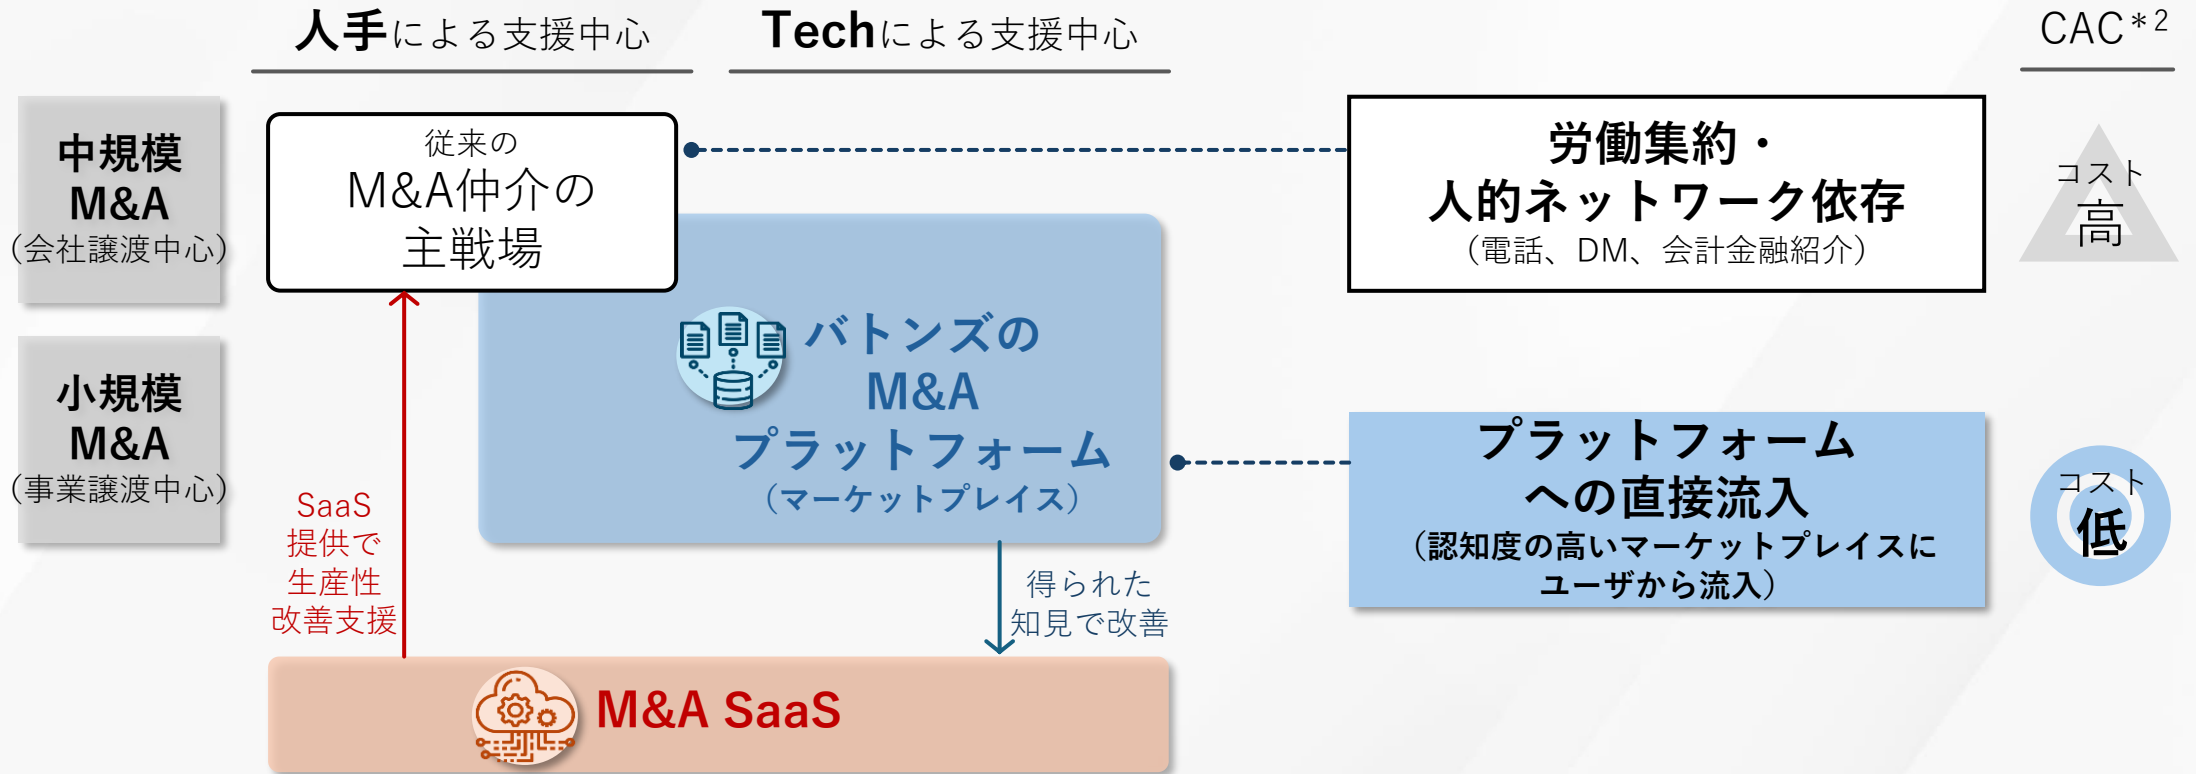 人手による支援中心
Techによる支援中心
CAC*2
中規模
M&A
（会社譲渡中心）
従来の
M&A仲介の
主戦場
労働集約・
人的ネットワーク依存
（電話、DM、会計金融紹介）
コスト
高
小規模
M&A
（事業譲渡中心）
バトンズの
M&A
プラットフォーム
（マーケットプレイス）
プラットフォーム
への直接流入
（認知度の高いマーケットプレイスに
ユーザから流入）
コスト
低
SaaS
提供で
生産性
改善支援
得られた
知見で改善
M&A SaaS